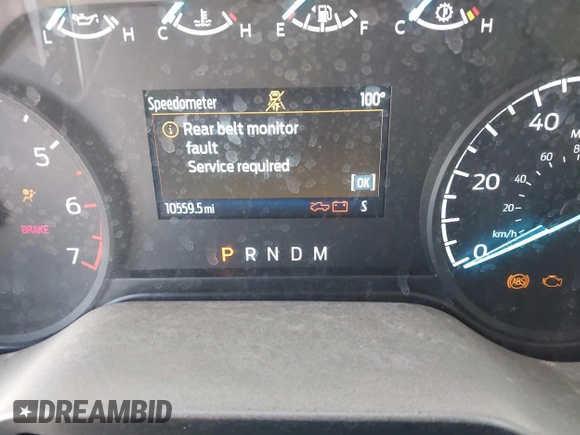 L H C H E F C H
Speedometer 100°
Rear belt monitor
fault
Service required
[OK]
10559.5 mi S
P R N D M
5
6
7
BRAKE
40
20
0
M
80
60
40
20
km/h
ABS
DREAMBID